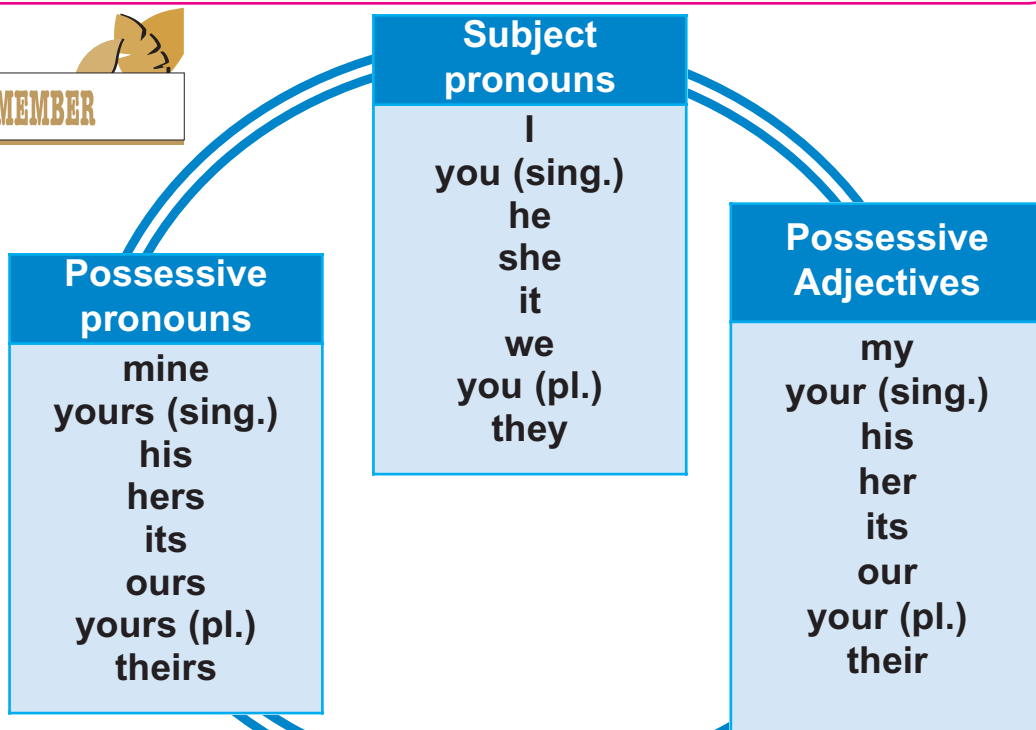 MEMBER
Subject
pronouns
I
you (sing.)
he
she
it
we
you (pl.)
they
Possessive
pronouns
mine
yours (sing.)
his
hers
its
ours
yours (pl.)
theirs
Possessive
Adjectives
my
your (sing.)
his
her
its
our
your (pl.)
their